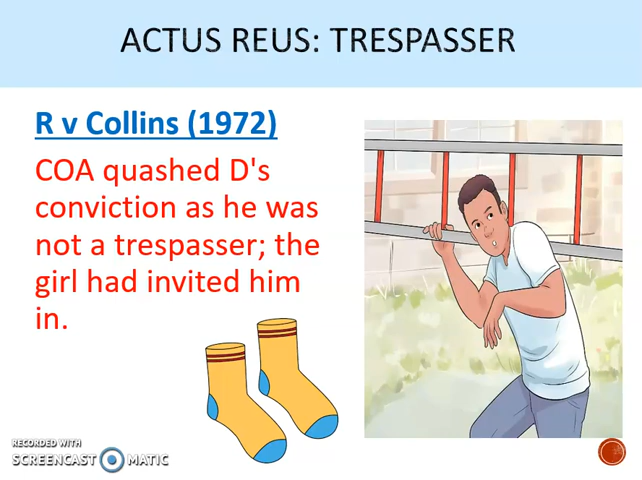 ACTUS REUS: TRESPASSER
R v Collins (1972)
COA quashed D's
conviction as he was
not a trespasser; the
girl had invited him
in.
RECORDED WITH
SCREENCAST MATIC